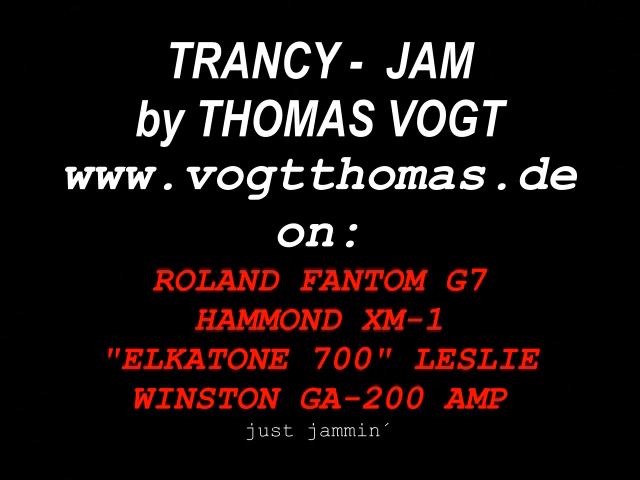 TRANCY - JAM
by THOMAS VOGT
www.vogtthomas.de
on:
ROLAND FANTOM G7
HAMMOND XM-1
"ELKATONE 700" LESLIE
WINSTON GA-200 AMP
just jammin´